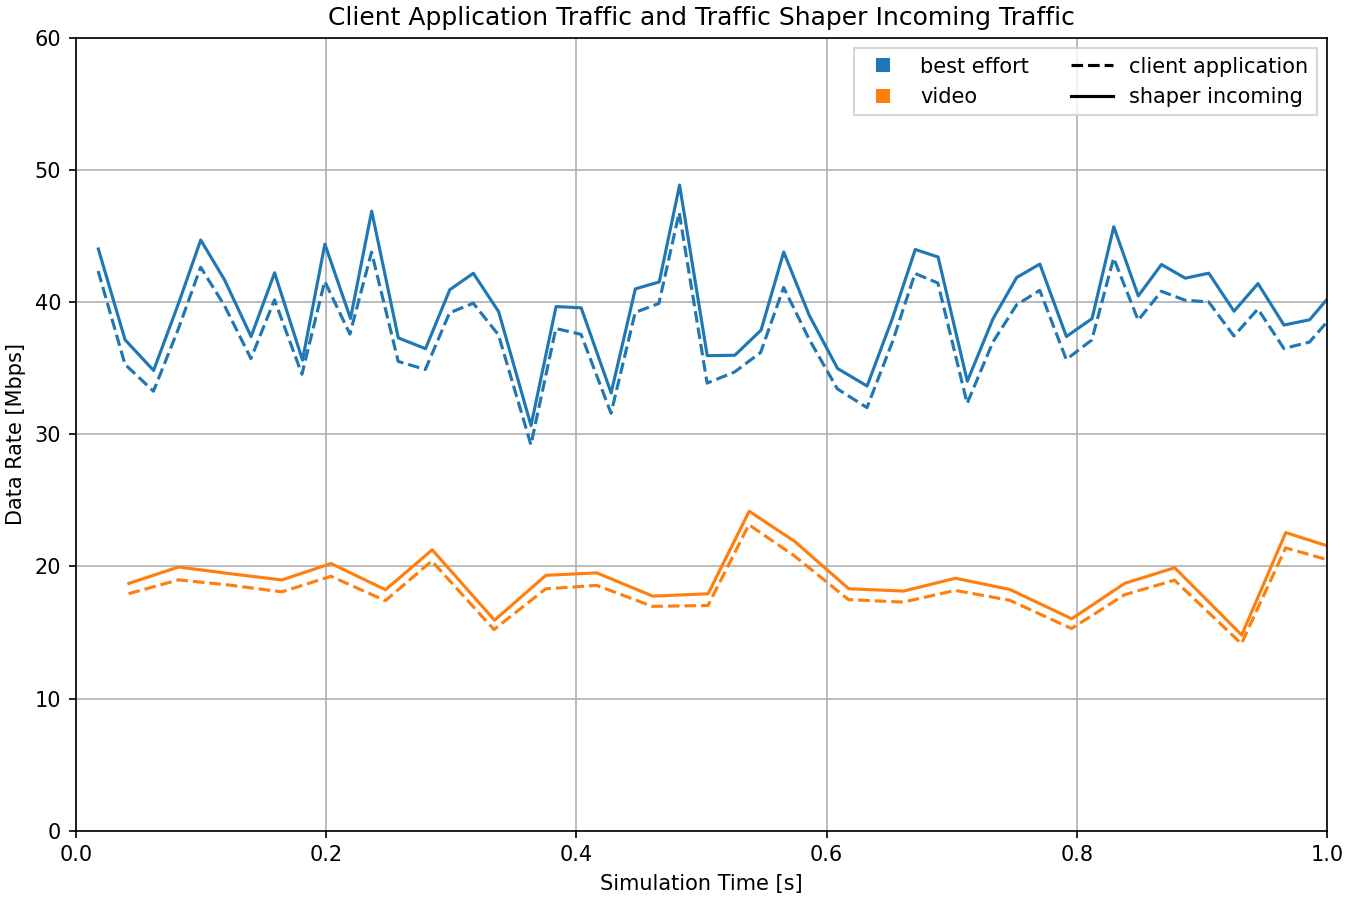 Client Application Traffic and Traffic Shaper Incoming Traffic
60
50
40
30
20
10
0
Data Rate [Mbps]
best effort
video
client application
shaper incoming
0.0 0.2 0.4 0.6 0.8 1.0
Simulation Time [s]